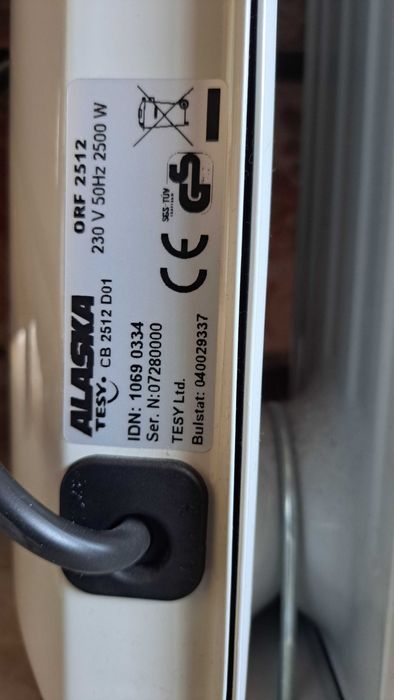 ALASKA
ORF 2512
TESY. CB 2512 D01
230 V 50Hz 2500 W
IDN: 1069 0334
Ser. N:07280000
TESY Ltd.
Bulstat: 040029337
CE
SGS TÜV
GS